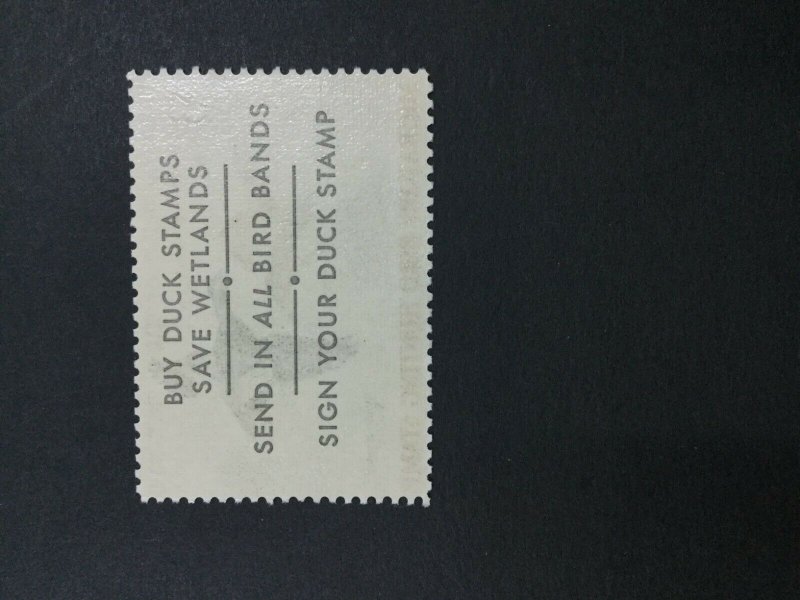 BUY DUCK STAMPS
SAVE WETLANDS
SEND IN ALL BIRD BANDS
SIGN YOUR DUCK STAMP